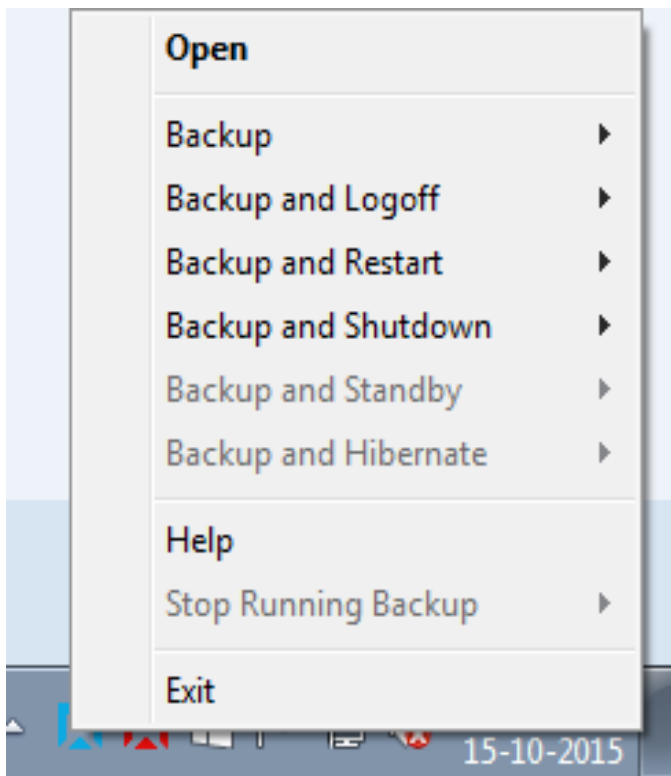 Open
Backup
Backup and Logoff
Backup and Restart
Backup and Shutdown
Backup and Standby
Backup and Hibernate
Help
Stop Running Backup
Exit
15-10-2015